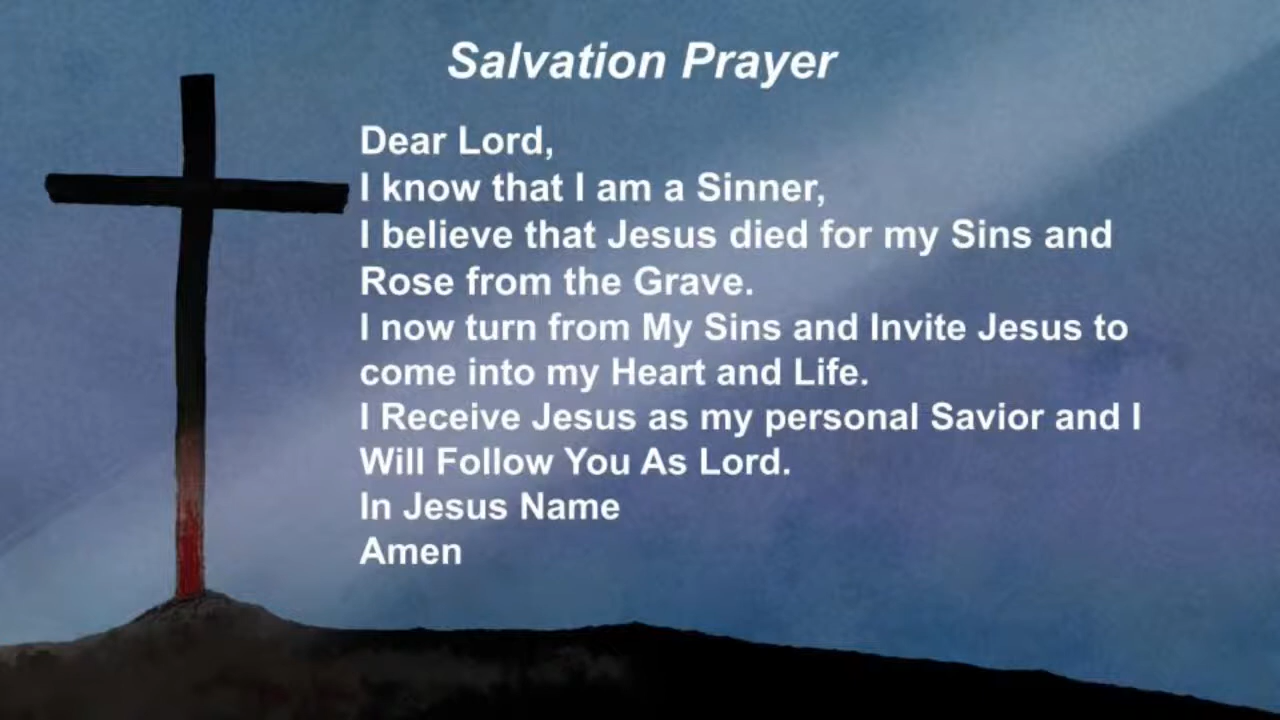 Salvation Prayer
Dear Lord,
I know that I am a Sinner,
I believe that Jesus died for my Sins and
Rose from the Grave.
I now turn from My Sins and Invite Jesus to
come into my Heart and Life.
I Receive Jesus as my personal Savior and I
Will Follow You As Lord.
In Jesus Name
Amen